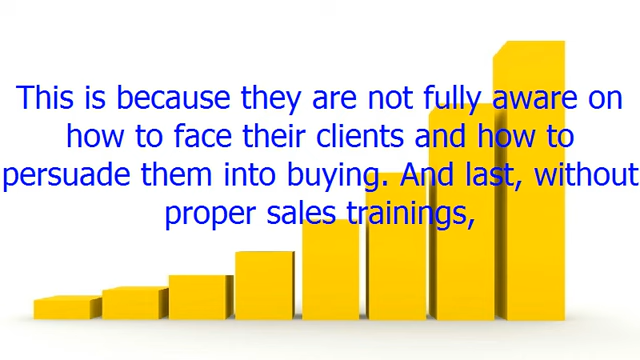 This is because they are not fully aware on
how to face their clients and how to
persuade them into buying. And last, without
proper sales trainings,